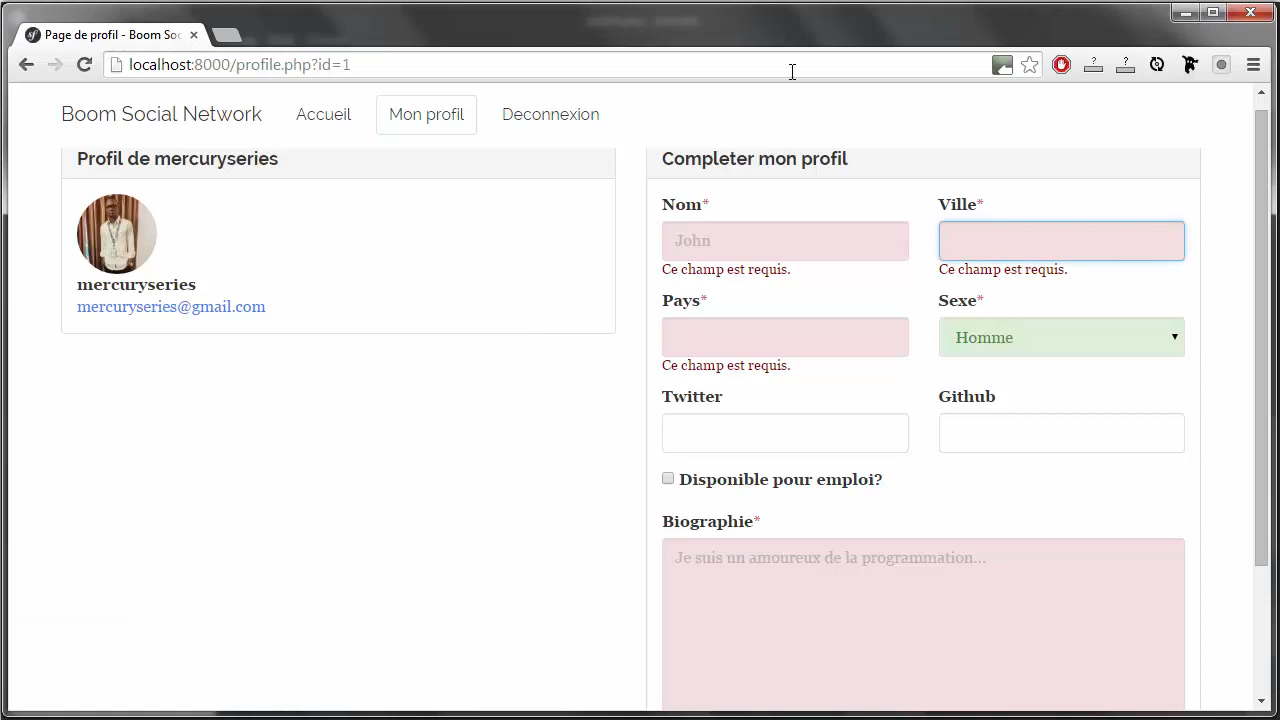 Page de profil - Boom Soc
localhost:8000/profile.php?id=1
Boom Social Network Accueil Mon profil Deconnexion
Profil de mercuryseries
mercuryseries
mercuryseries@gmail.com
Completer mon profil
Nom* Ville*
John
Ce champ est requis. Ce champ est requis.
Pays* Sexe*
Homme
Ce champ est requis.
Twitter Github
Disponible pour emploi?
Biographie*
Je suis un amoureux de la programmation...